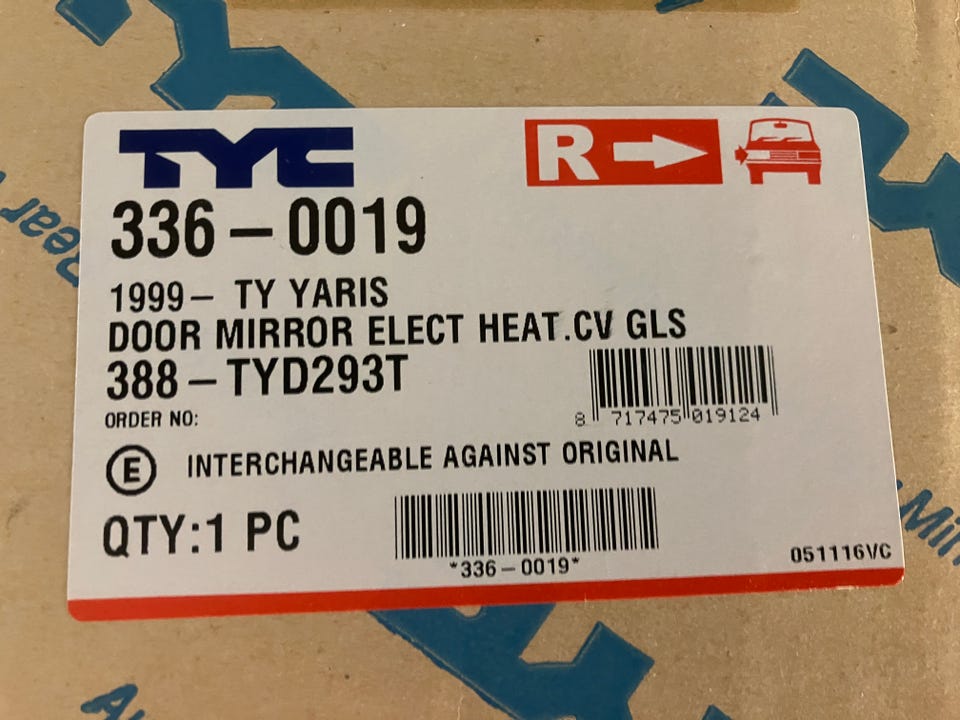 TYC
R
336-0019
1999- TY YARIS
DOOR MIRROR ELECT HEAT.CV GLS
388-TYD293T
8 717475 019124
ORDER NO:
E INTERCHANGEABLE AGAINST ORIGINAL
QTY:1 PC
*336-0019*
051116VC
Rear